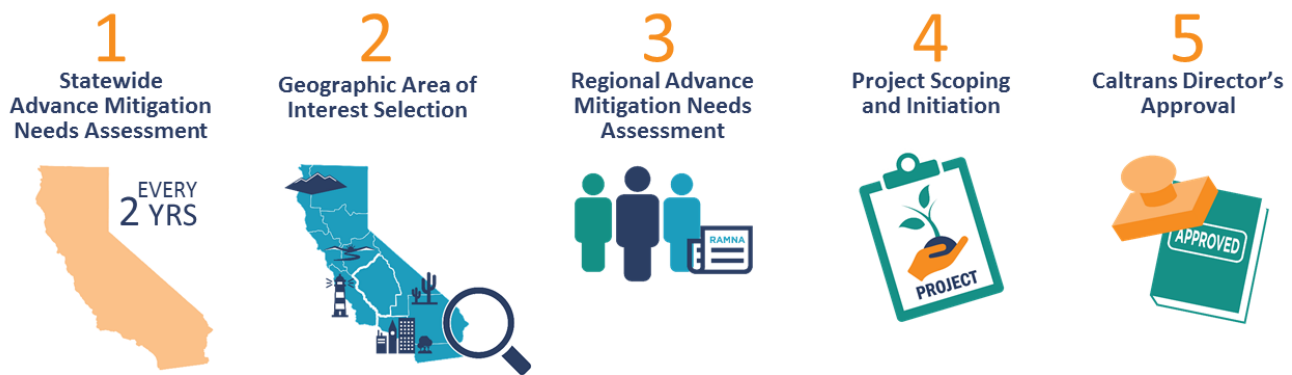 1
Statewide
Advance Mitigation
Needs Assessment
EVERY
2 YRS
2
Geographic Area of
Interest Selection
3
Regional Advance
Mitigation Needs
Assessment
RAMNA
4
Project Scoping
and Initiation
PROJECT
5
Caltrans Director's
Approval
APPROVED